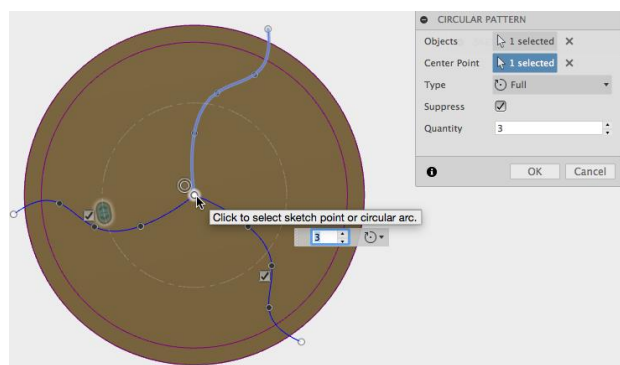 CIRCULAR PATTERN
Objects 1 selected
Center Point 1 selected
Type Full
Suppress
Quantity 3
OK Cancel
Click to select sketch point or circular arc.
3